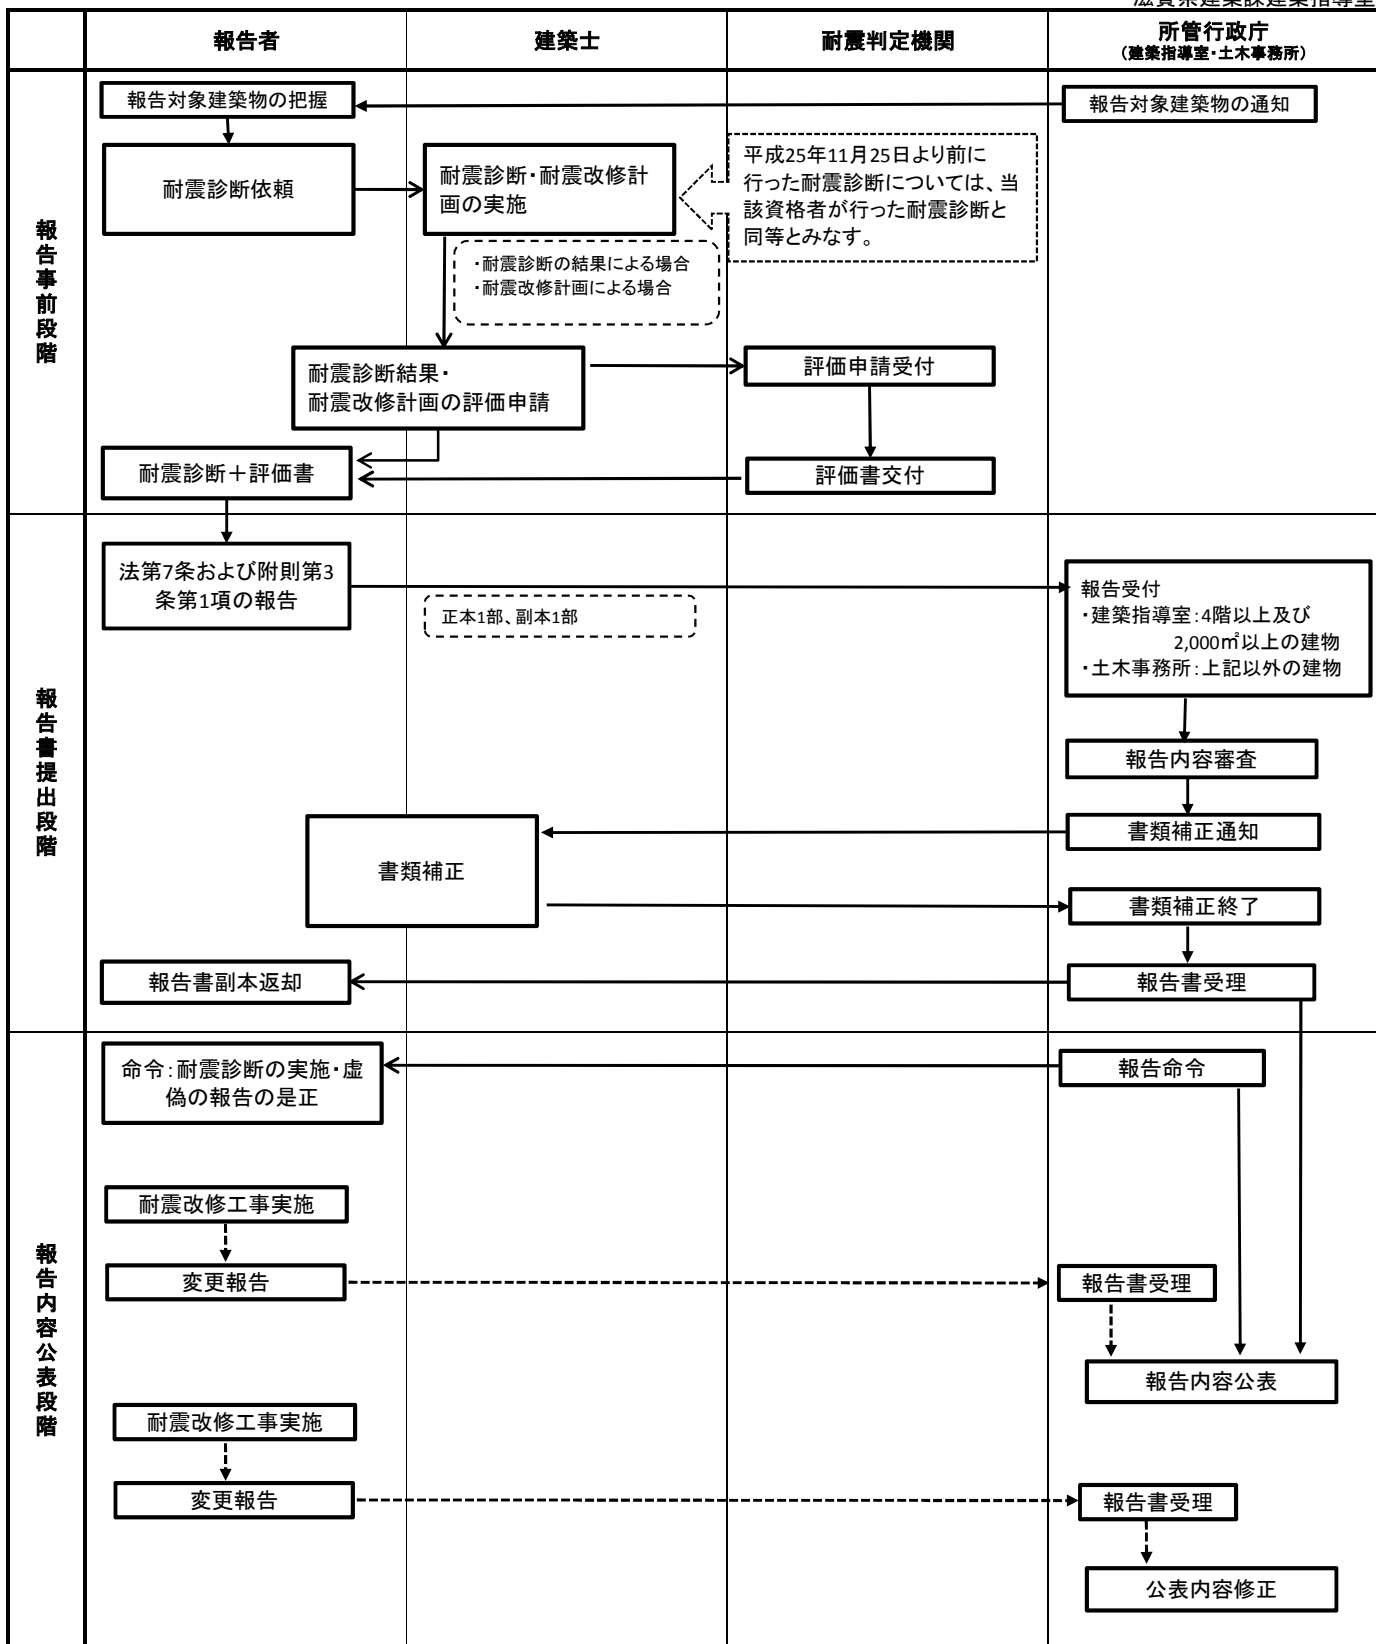 滋賀県建築課建築指導室
報告者
建築士
耐震判定機関
所管行政庁
(建築指導室・土木事務所)
報告事前段階
報告対象建築物の把握
報告対象建築物の通知
耐震診断依頼
耐震診断・耐震改修計
画の実施
平成25年11月25日より前に
行った耐震診断については、当
該資格者が行った耐震診断と
同等とみなす。
・耐震診断の結果による場合
・耐震改修計画による場合
耐震診断結果・
耐震改修計画の評価申請
評価申請受付
耐震診断＋評価書
評価書交付
報告書提出段階
法第7条および附則第3
条第1項の報告
正本1部、副本1部
報告受付
・建築指導室：4階以上及び
2,000㎡以上の建物
・土木事務所：上記以外の建物
報告内容審査
書類補正通知
書類補正
書類補正終了
報告書副本返却
報告書受理
報告内容公表段階
命令：耐震診断の実施・虚
偽の報告の是正
報告命令
耐震改修工事実施
変更報告
報告書受理
報告内容公表
耐震改修工事実施
変更報告
報告書受理
公表内容修正